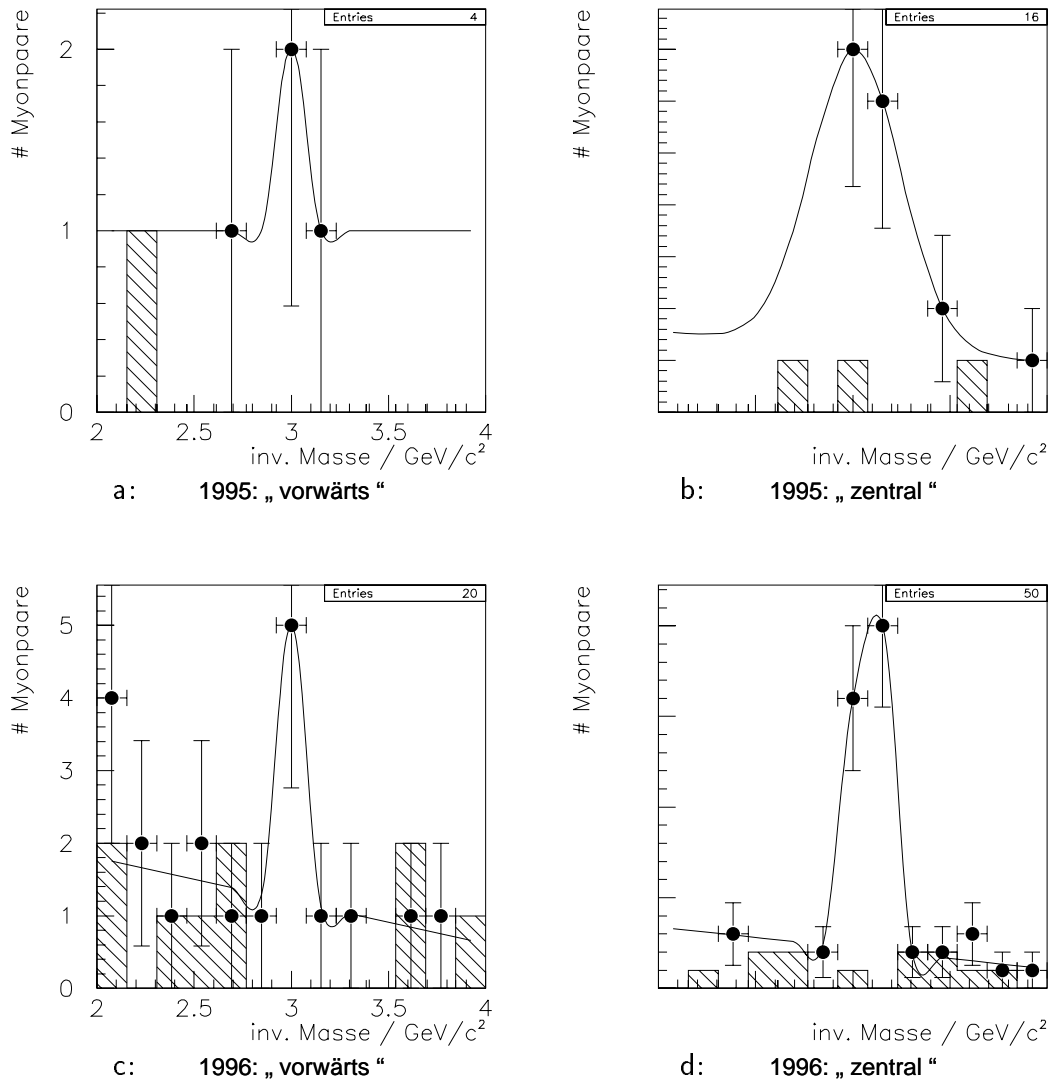 Entries 4
# Myonpaare
2
1
0
2 2.5 3 3.5 4
inv. Masse / GeV/c²
a: 1995: „ vorwärts “
Entries 16
# Myonpaare
inv. Masse / GeV/c²
b: 1995: „ zentral “
Entries 20
# Myonpaare
5
4
3
2
1
0
2 2.5 3 3.5 4
inv. Masse / GeV/c²
c: 1996: „ vorwärts “
Entries 50
# Myonpaare
inv. Masse / GeV/c²
d: 1996: „ zentral “